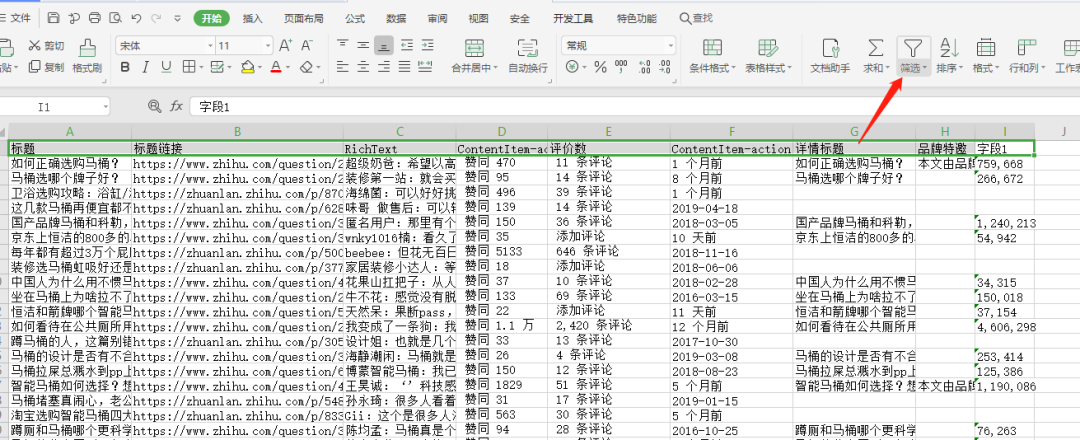 文件 开始 插入 页面布局 公式 数据 审阅 视图 安全 开发工具 特色功能 查找
剪切 宋体 11 A⁺ A⁻ 常规
粘贴 复制 格式刷 B I U A 合并居中 自动换行 ¥ % 000 条件格式 表格样式 文档助手 求和 筛选 排序 格式 行和列
I1 fx 字段1
A B C D E F G H I J
标题 标题链接 RichText ContentItem-ac 评价数 ContentItem-action 详情标题 品牌特邀 字段1
如何正确选购马桶? https://www.zhihu.com/question/2 超级奶爸：希望以高 赞同 470 11 条评论 1 个月前 如何正确选购马桶? 本文由品牌 759,668
马桶选哪个牌子好? https://www.zhihu.com/question/2 装修第一站：就会买 赞同 95 14 条评论 8 个月前 马桶选哪个牌子好? 266,672
卫浴选购攻略：浴缸/ https://zhuanlan.zhihu.com/p/870 海绵菌：可以好好挑 赞同 496 39 条评论 1 个月前
这几款马桶再便宜都不 https://zhuanlan.zhihu.com/p/628 味哥 做售后：可以转 赞同 139 14 条评论 2019-04-18
国产品牌马桶和科勒， https://www.zhihu.com/question/3 匿名用户：那里有个 赞同 150 36 条评论 2018-03-05 国产品牌马桶和科勒， 1,240,213
京东上恒洁的800多的 https://www.zhihu.com/question/3 wnky1016楠：看久了 赞同 35 添加评论 10 天前 京东上恒洁的800多的 54,942
每年都有超过3万个屁 https://zhuanlan.zhihu.com/p/500 beebee：但花无百日 赞同 5133 646 条评论 2018-11-16
装修选马桶虹吸好还是 https://zhuanlan.zhihu.com/p/377 家居装修小达人：等 赞同 18 添加评论 2018-06-06
中国人为什么用不惯马 https://www.zhihu.com/question/4 花果山扛把子：从人 赞同 37 10 条评论 2018-02-28 中国人为什么用不惯马 34,315
坐在马桶上为啥拉不了 https://www.zhihu.com/question/2 牛不花：感觉没有脱 赞同 133 69 条评论 2016-03-15 坐在马桶上为啥拉不了 150,018
恒洁和箭牌哪个智能马 https://www.zhihu.com/question/5 天然呆：果断pass， 赞同 22 添加评论 11 天前 恒洁和箭牌哪个智能马 37,154
如何看待在公共厕所用 https://www.zhihu.com/question/2 我变成了一条狗：我 赞同 1.1 万 2,420 条评论 12 个月前 如何看待在公共厕所用 4,606,298
蹲马桶的人，这篇别错 https://zhuanlan.zhihu.com/p/305 设计姐：也就是几个 赞同 33 13 条评论 2017-10-30
马桶的设计是否有不合 https://www.zhihu.com/question/3 海静潮闲：马桶就是 赞同 26 4 条评论 2019-03-08 马桶的设计是否有不合 253,414
马桶拉屎总溅水到pp上 https://www.zhihu.com/question/6 博蒙智能马桶：我已 赞同 150 12 条评论 2018-08-23 马桶拉屎总溅水到pp上 125,386
智能马桶如何选择? 想 https://www.zhihu.com/question/4 王昊诚：‘’科技感 赞同 1829 51 条评论 5 个月前 智能马桶如何选择? 想 本文由品牌 1,190,086
马桶堵塞真闹心，老公 https://zhuanlan.zhihu.com/p/548 孙永琦：很多人看到 赞同 31 17 条评论 2019-01-15
淘宝选购智能马桶四大 https://zhuanlan.zhihu.com/p/833 Gii：这个是很多人没 赞同 563 30 条评论 5 个月前
蹲厕和马桶哪个更科学 https://www.zhihu.com/question/3 陈均孟：马桶真是个 赞同 94 28 条评论 2016-10-25 蹲厕和马桶哪个更科学 76,263